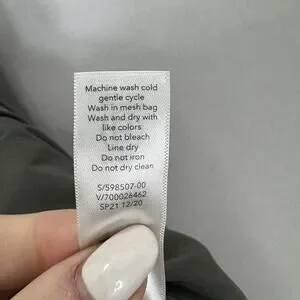 Machine wash cold
gentle cycle
Wash in mesh bag
Wash and dry with
like colors
Do not bleach
Line dry
Do not iron
Do not dry clean
S/598507-00
V/700026462
SP21 12/20